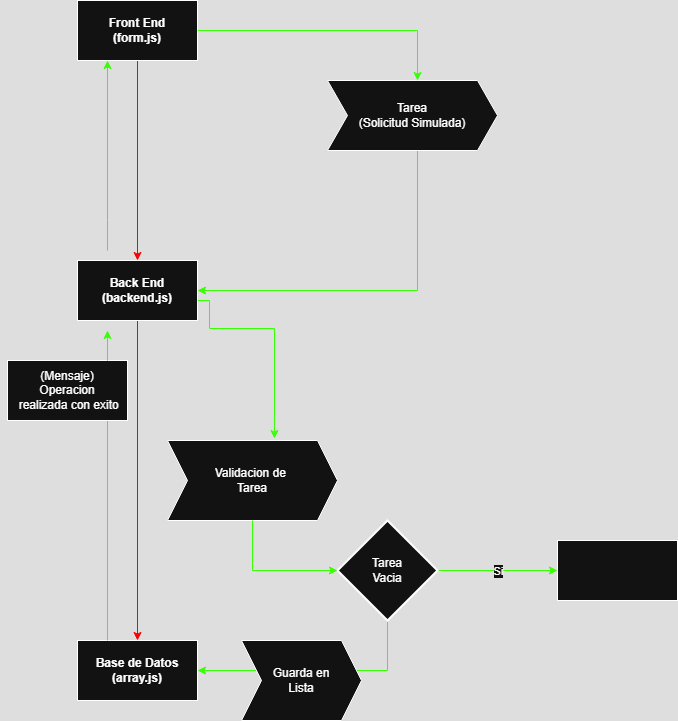 Front End
(form.js)
Tarea
(Solicitud Simulada)
Back End
(backend.js)
(Mensaje)
Operacion
realizada con exito
Validacion de
Tarea
Tarea
Vacia
Base de Datos
(array.js)
Guarda en
Lista